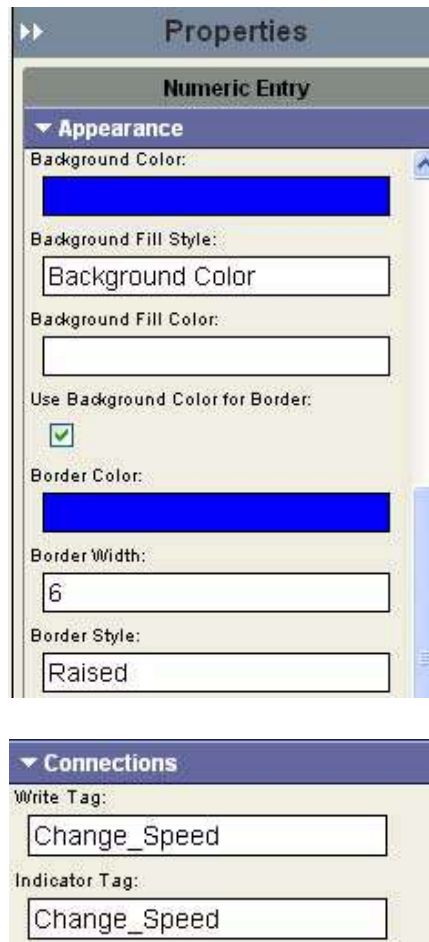 Properties
Numeric Entry
Appearance
Background Color:
Background Fill Style:
Background Color
Background Fill Color:
Use Background Color for Border:
Border Color:
Border Width:
6
Border Style:
Raised
Connections
Write Tag:
Change_Speed
Indicator Tag:
Change_Speed